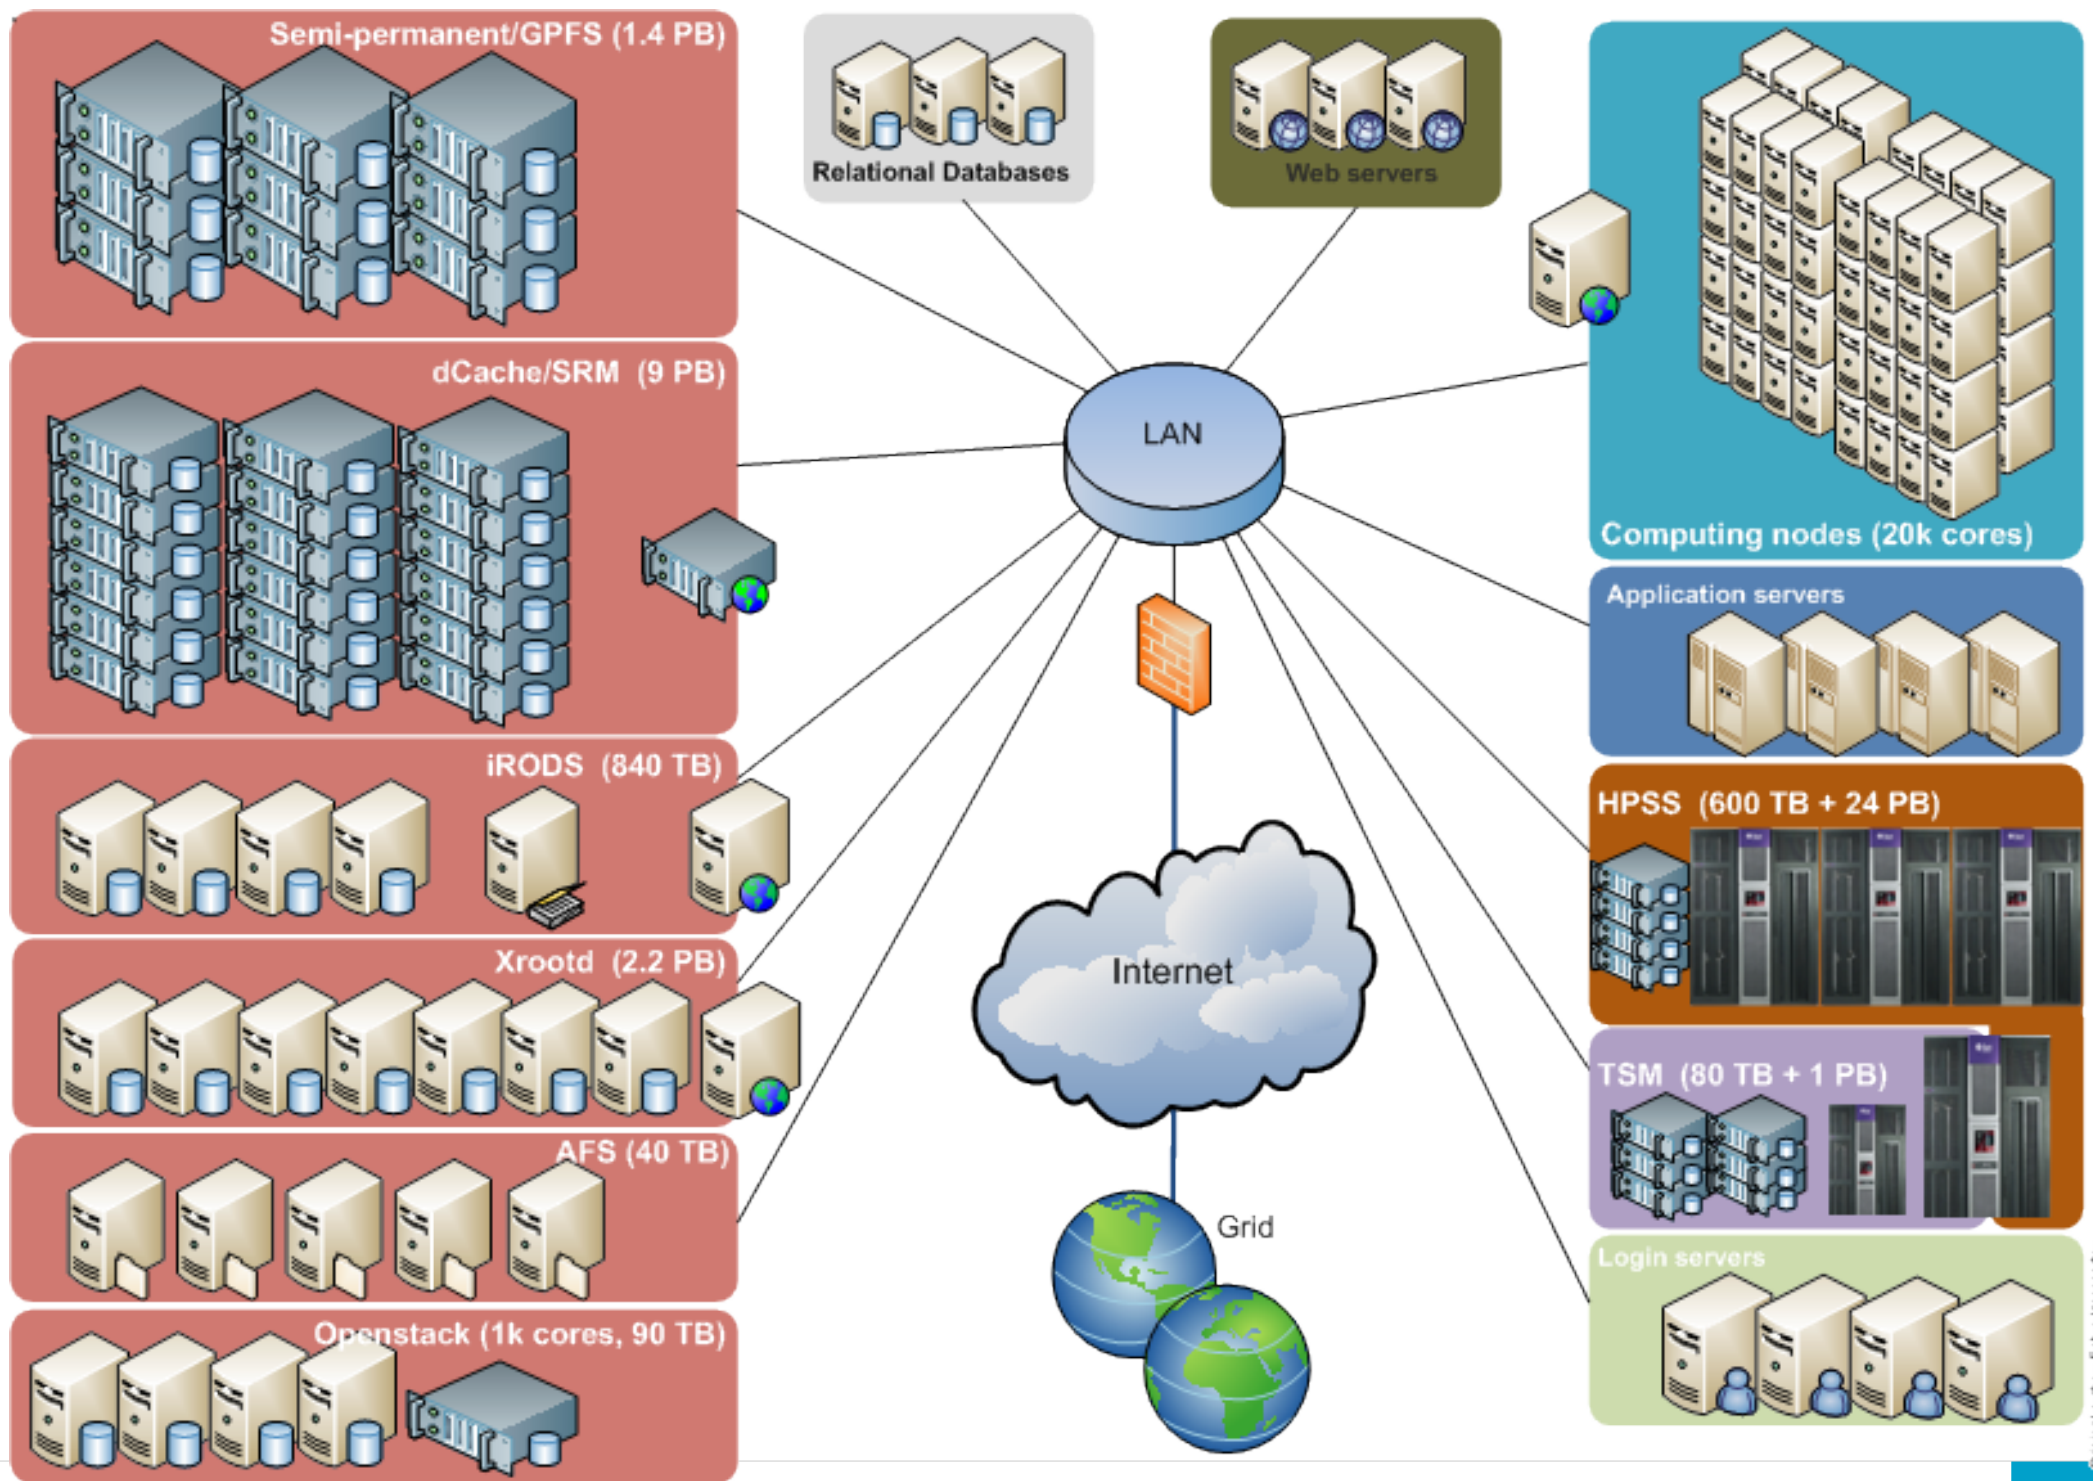 Semi-permanent/GPFS (1.4 PB)
Relational Databases
Web servers
dCache/SRM (9 PB)
LAN
Computing nodes (20k cores)
Application servers
iRODS (840 TB)
HPSS (600 TB + 24 PB)
Xrootd (2.2 PB)
Internet
TSM (80 TB + 1 PB)
AFS (40 TB)
Grid
Login servers
Openstack (1k cores, 90 TB)